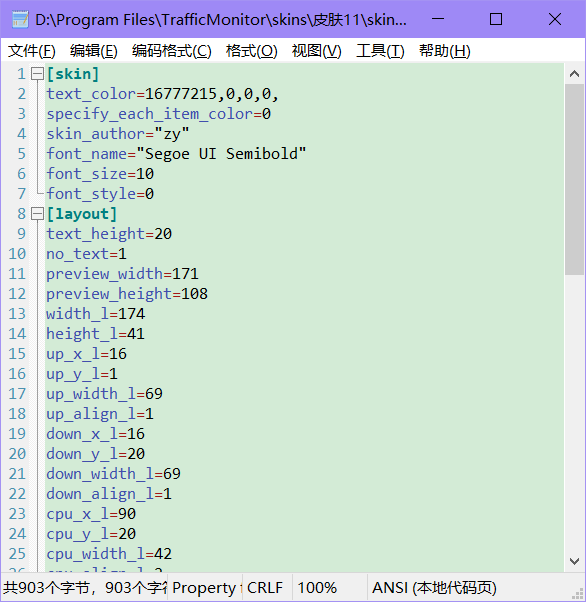 D:\Program Files\TrafficMonitor\skins\皮肤11\skin...
文件(F) 编辑(E) 编码格式(C) 格式(O) 视图(V) 工具(T) 帮助(H)
1 [skin]
2 text_color=16777215,0,0,0,
3 specify_each_item_color=0
4 skin_author="zy"
5 font_name="Segoe UI Semibold"
6 font_size=10
7 font_style=0
8 [layout]
9 text_height=20
10 no_text=1
11 preview_width=171
12 preview_height=108
13 width_l=174
14 height_l=41
15 up_x_l=16
16 up_y_l=1
17 up_width_l=69
18 up_align_l=1
19 down_x_l=16
20 down_y_l=20
21 down_width_l=69
22 down_align_l=1
23 cpu_x_l=90
24 cpu_y_l=20
25 cpu_width_l=42
共903个字节，903个字符 Property CRLF 100% ANSI (本地代码页)